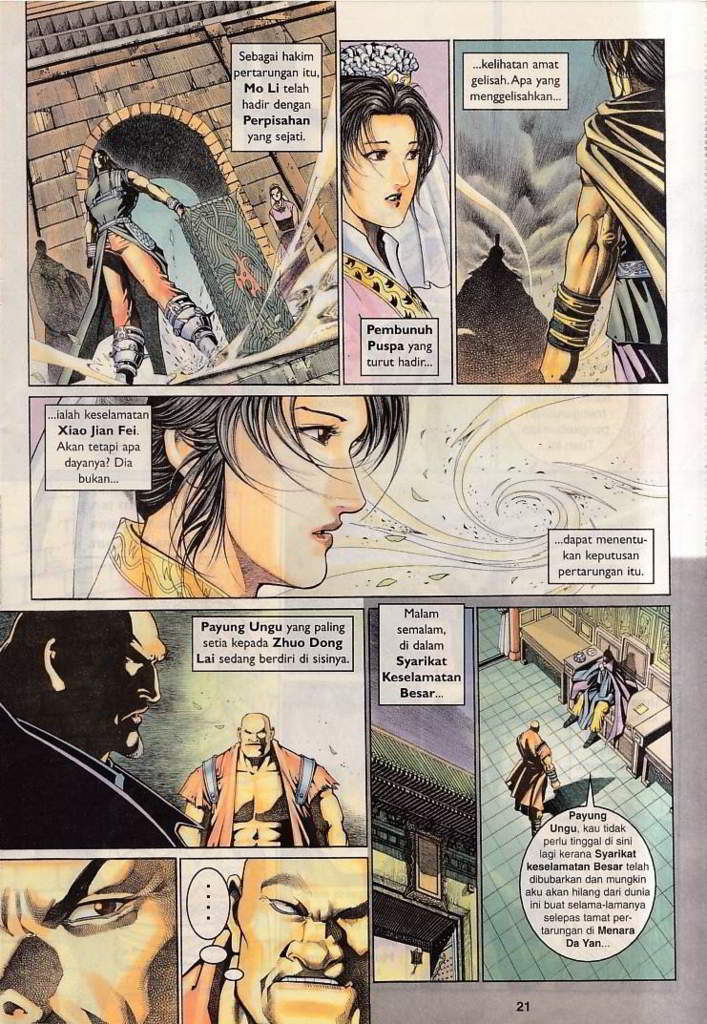 Sebagai hakim
pertarungan itu,
Mo Li telah
hadir dengan
Perpisahan
yang sejati.
Pembunuh
Puspa yang
turut hadir...
...kelihatan amat
gelisah. Apa yang
menggelisahkan...
...ialah keselamatan
Xiao Jian Fei.
Akan tetapi apa
dayanya? Dia
bukan...
...dapat menentu-
kan keputusan
pertarungan itu.
Payung Ungu yang paling
setia kepada Zhuo Dong
Lai sedang berdiri di sisinya.
Malam
semalam,
di dalam
Syarikat
Keselamatan
Besar...
Payung
Ungu, kau tidak
perlu tinggal di sini
lagi kerana Syarikat
keselamatan Besar telah
dibubarkan dan mungkin
aku akan hilang dari dunia
ini buat selama-lamanya
selepas tamat per-
tarungan di Menara
Da Yan...
...
21